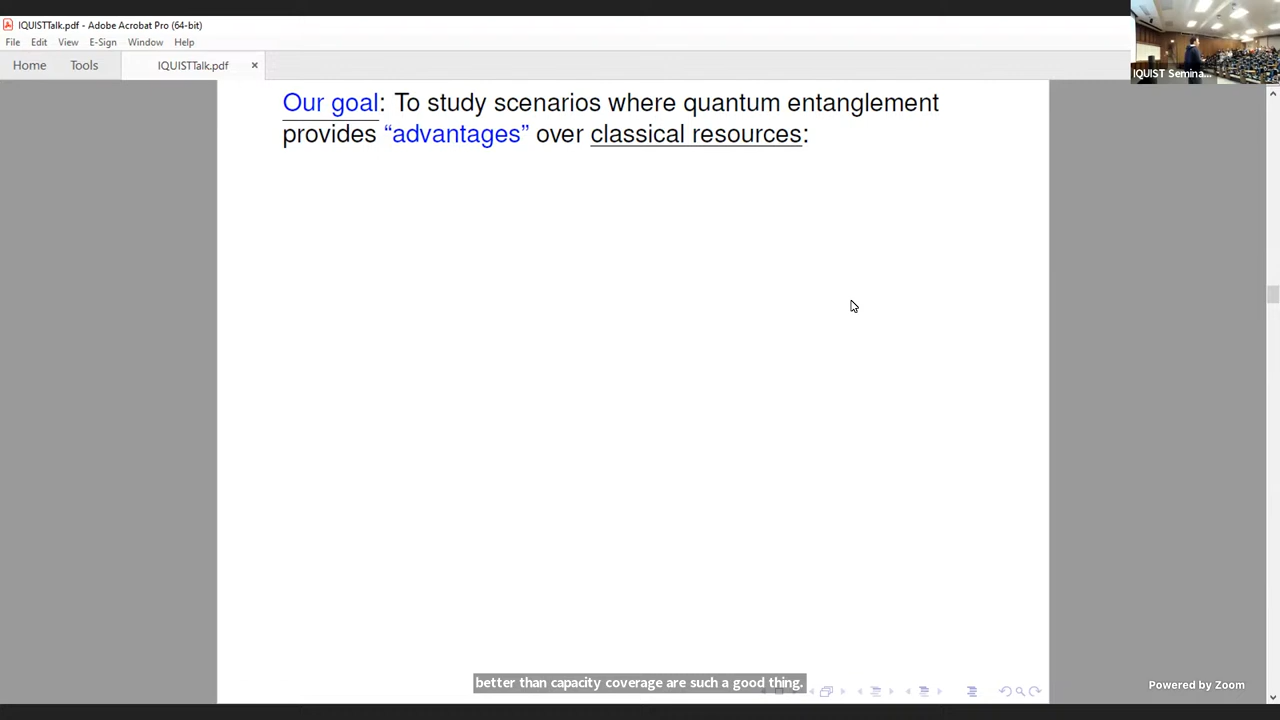 IQUISTTalk.pdf - Adobe Acrobat Pro (64-bit)
File Edit View E-Sign Window Help
Home Tools IQUISTTalk.pdf ×
IQUIST Semina...
Our goal: To study scenarios where quantum entanglement
provides “advantages” over classical resources:
better than capacity coverage are such a good thing.
Powered by Zoom